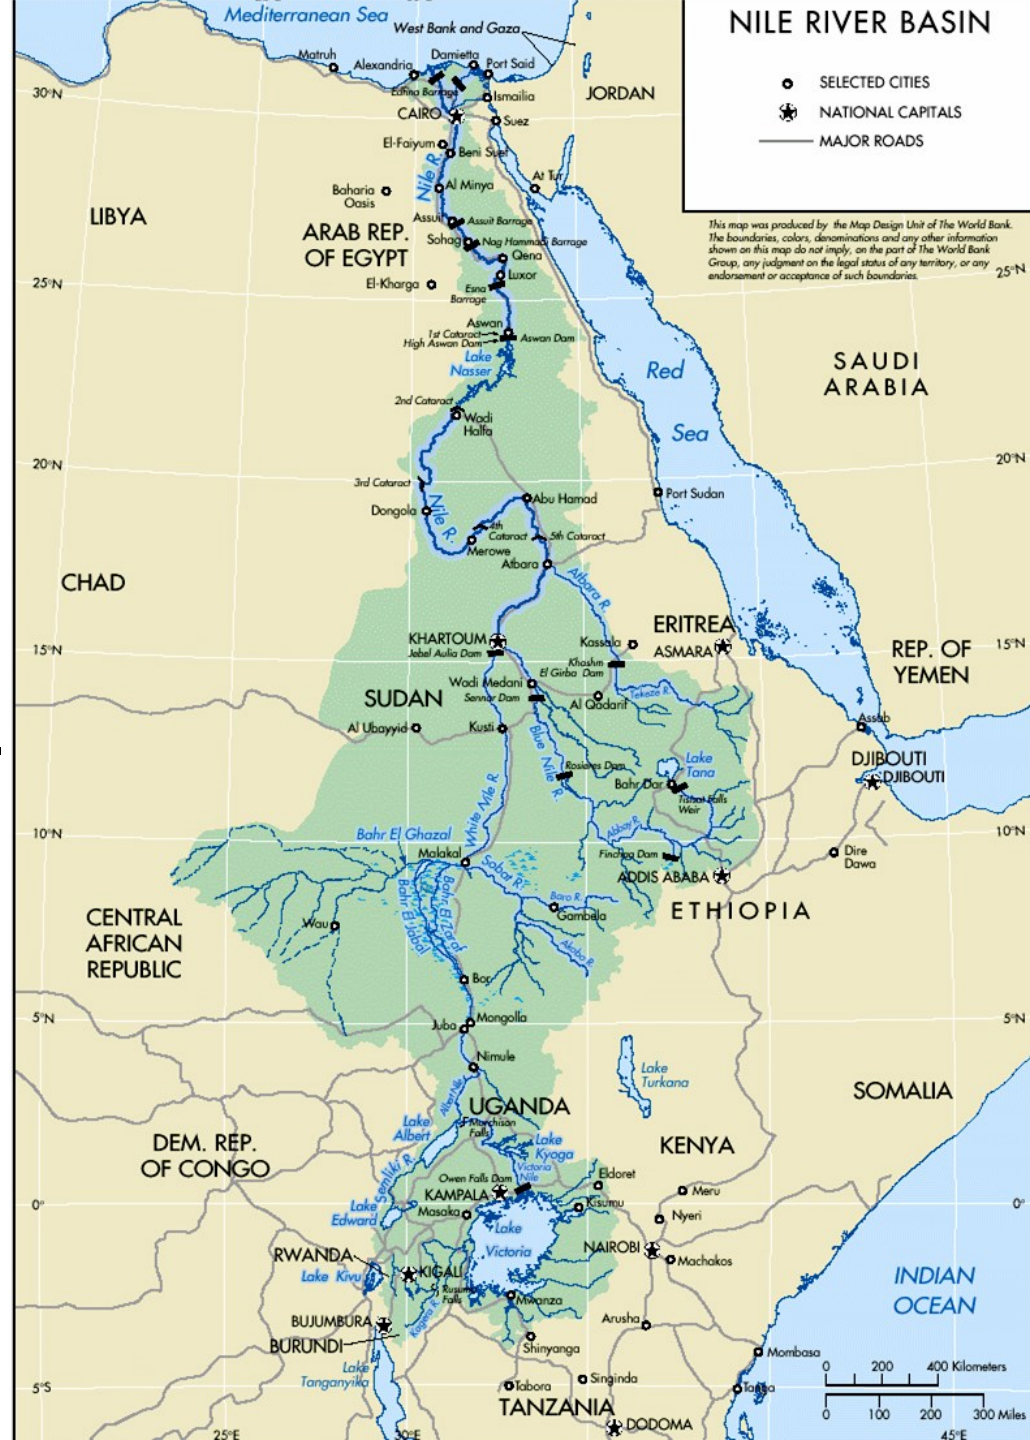 Mediterranean Sea
West Bank and Gaza
NILE RIVER BASIN
SELECTED CITIES
NATIONAL CAPITALS
MAJOR ROADS
This map was produced by the Map Design Unit of The World Bank.
The boundaries, colors, denominations and any other information
shown on this map do not imply, on the part of The World Bank
Group, any judgment on the legal status of any territory, or any
endorsement or acceptance of such boundaries.
Matruh
Alexandria
Damietta
Port Said
Edfina Barrage
Ismailia
JORDAN
30°N
CAIRO
Suez
El-Faiyum
Beni Suef
Nile R.
At Tur
Al Minya
Baharia
Oasis
LIBYA
Assuit
Assuit Barrage
ARAB REP.
OF EGYPT
Sohag
Nag Hammadi Barrage
Qena
Luxor
25°N
25°N
El-Kharga
Esna
Barrage
Aswan
1st Cataract
High Aswan Dam
Aswan Dam
Lake
Nasser
Red
Sea
SAUDI
ARABIA
2nd Cataract
Wadi
Halfa
20°N
20°N
3rd Cataract
Dongola
Nile R.
Abu Hamad
Port Sudan
4th
Cataract
5th Cataract
Merowe
Atbara
Atbara R.
CHAD
KHARTOUM
Jebel Aulia Dam
Kassala
ERITREA
ASMARA
15°N
15°N
REP. OF
YEMEN
Khashm
El Girba Dam
Wadi Medani
Sennar Dam
Tekeze R.
SUDAN
Al Qadarif
Al Ubayyid
Kusti
Assab
Blue Nile R.
Rosieres Dam
Lake
Tana
DJIBOUTI
DJIBOUTI
Bahr Dar
Tishat Falls
Weir
White Nile R.
10°N
10°N
Bahr El Ghazal
Abbay R.
Malakal
Sobat R.
Finchaa Dam
Dire
Dawa
ADDIS ABABA
Bahr El Jabal
Bahr El Zaraf
Baro R.
Gambela
ETHIOPIA
CENTRAL
AFRICAN
REPUBLIC
Wau
Akobo R.
Bor
5°N
5°N
Mongolla
Juba
Nimule
Lake
Turkana
Albert Nile
UGANDA
SOMALIA
Murchison
Falls
Lake
Albert
Lake
Kyoga
DEM. REP.
OF CONGO
KENYA
Semliki R.
Owen Falls Dam
Victoria
Nile
Eldoret
KAMPALA
Meru
0°
0°
Kisumu
Masaka
Lake
Edward
Nyeri
Lake
Victoria
NAIROBI
Machakos
RWANDA
Lake Kivu
KIGALI
Rusumo
Falls
INDIAN
OCEAN
Mwanza
BUJUMBURA
Kagera R.
Arusha
BURUNDI
Shinyanga
Mombasa
Lake
Tanganyika
0 200 400 Kilometers
5°S
Singinda
Tabora
Tanga
TANZANIA
0 100 200 300 Miles
DODOMA
25°E
30°E
45°E